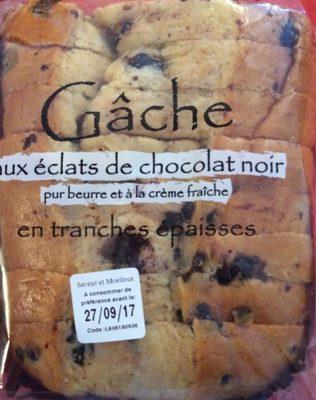 Gâche
aux éclats de chocolat noir
pur beurre et à la crème fraîche
en tranches épaisses
Saveur et Moelleux
A consommer de
préférence avant le:
27/09/17
Code: L606180936